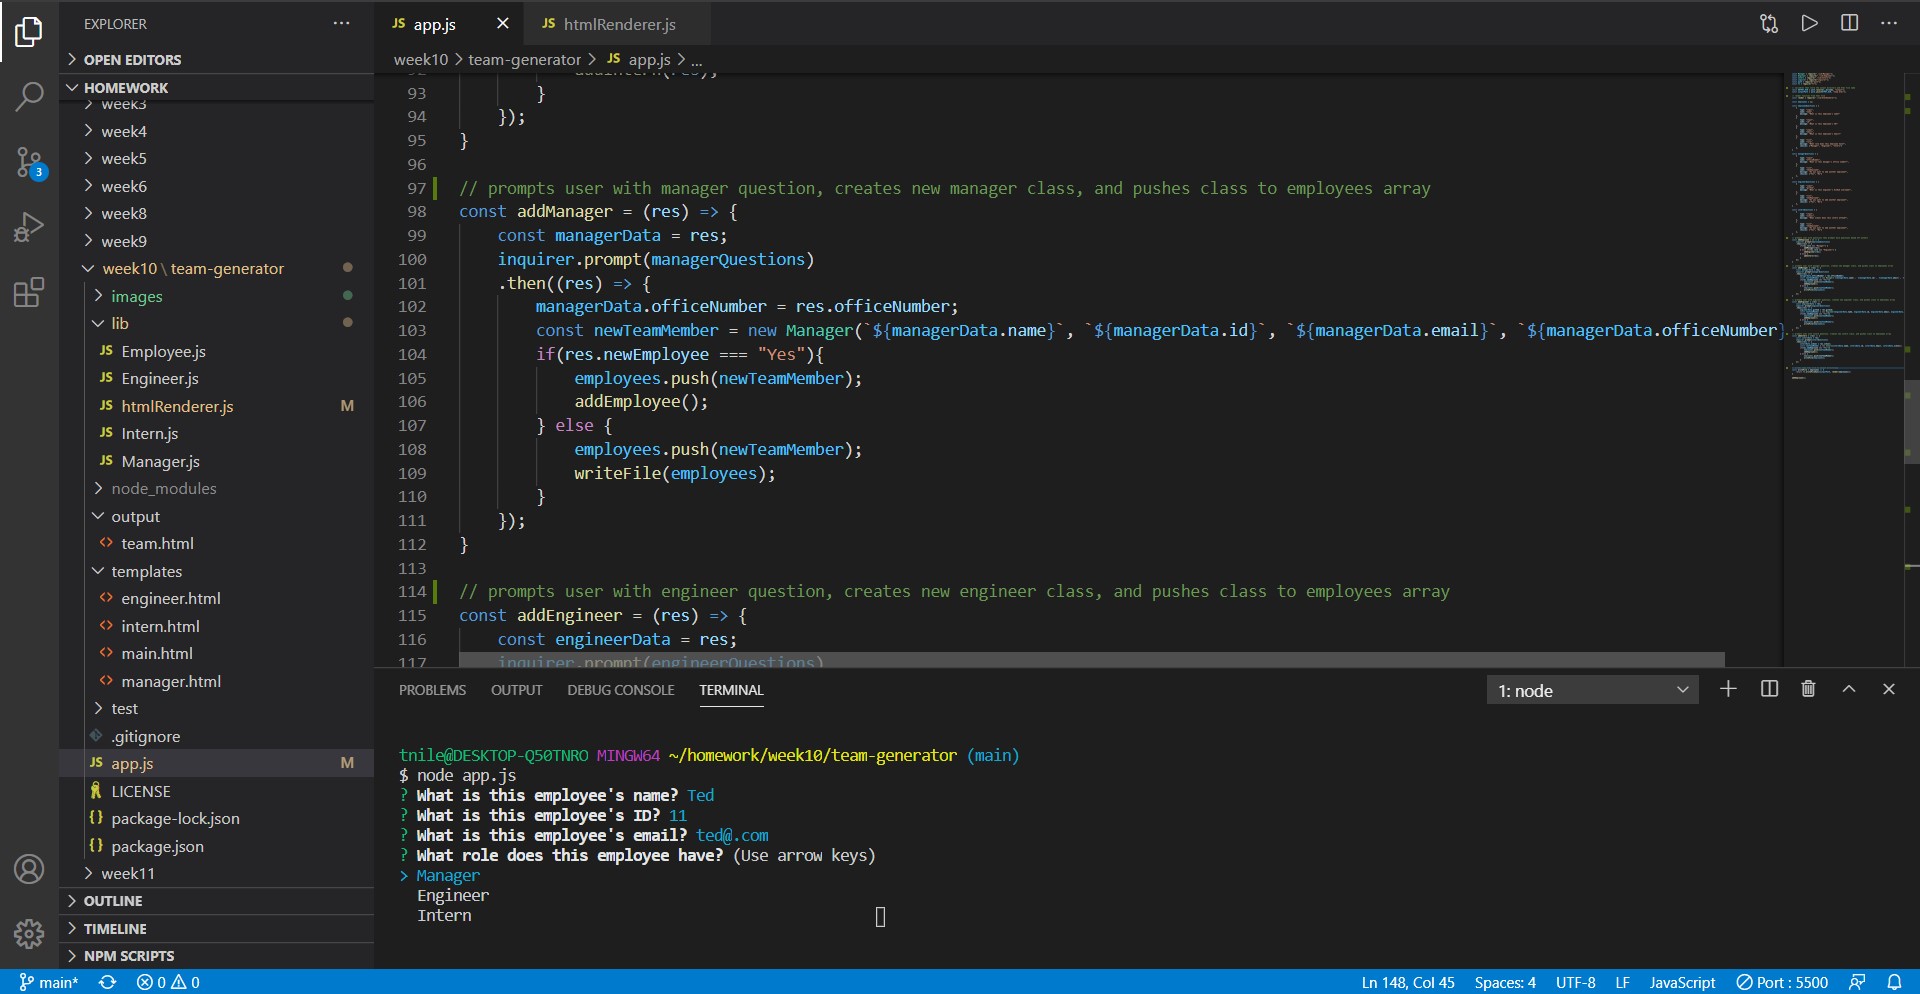 EXPLORER
OPEN EDITORS
HOMEWORK
week3
week4
week5
week6
week8
week9
week10 \ team-generator
images
lib
JS Employee.js
JS Engineer.js
JS htmlRenderer.js M
JS Intern.js
JS Manager.js
node_modules
output
<> team.html
templates
<> engineer.html
<> intern.html
<> main.html
<> manager.html
test
.gitignore
JS app.js M
LICENSE
{} package-lock.json
{} package.json
week11
OUTLINE
TIMELINE
NPM SCRIPTS
3
JS app.js
JS htmlRenderer.js
week10 > team-generator > JS app.js > ...
93 }
94 });
95 }
96
97 // prompts user with manager question, creates new manager class, and pushes class to employees array
98 const addManager = (res) => {
99 const managerData = res;
100 inquirer.prompt(managerQuestions)
101 .then((res) => {
102 managerData.officeNumber = res.officeNumber;
103 const newTeamMember = new Manager(`${managerData.name}`, `${managerData.id}`, `${managerData.email}`, `${managerData.officeNumber}
104 if(res.newEmployee === "Yes"){
105 employees.push(newTeamMember);
106 addEmployee();
107 } else {
108 employees.push(newTeamMember);
109 writeFile(employees);
110 }
111 });
112 }
113
114 // prompts user with engineer question, creates new engineer class, and pushes class to employees array
115 const addEngineer = (res) => {
116 const engineerData = res;
117 inquirer.prompt(engineerQuestions)
PROBLEMS OUTPUT DEBUG CONSOLE TERMINAL
1: node
tnile@DESKTOP-Q50TNRO MINGW64 ~/homework/week10/team-generator (main)
$ node app.js
? What is this employee's name? Ted
? What is this employee's ID? 11
? What is this employee's email? ted@.com
? What role does this employee have? (Use arrow keys)
> Manager
Engineer
Intern
main* 0 0
Ln 148, Col 45 Spaces: 4 UTF-8 LF JavaScript Port : 5500